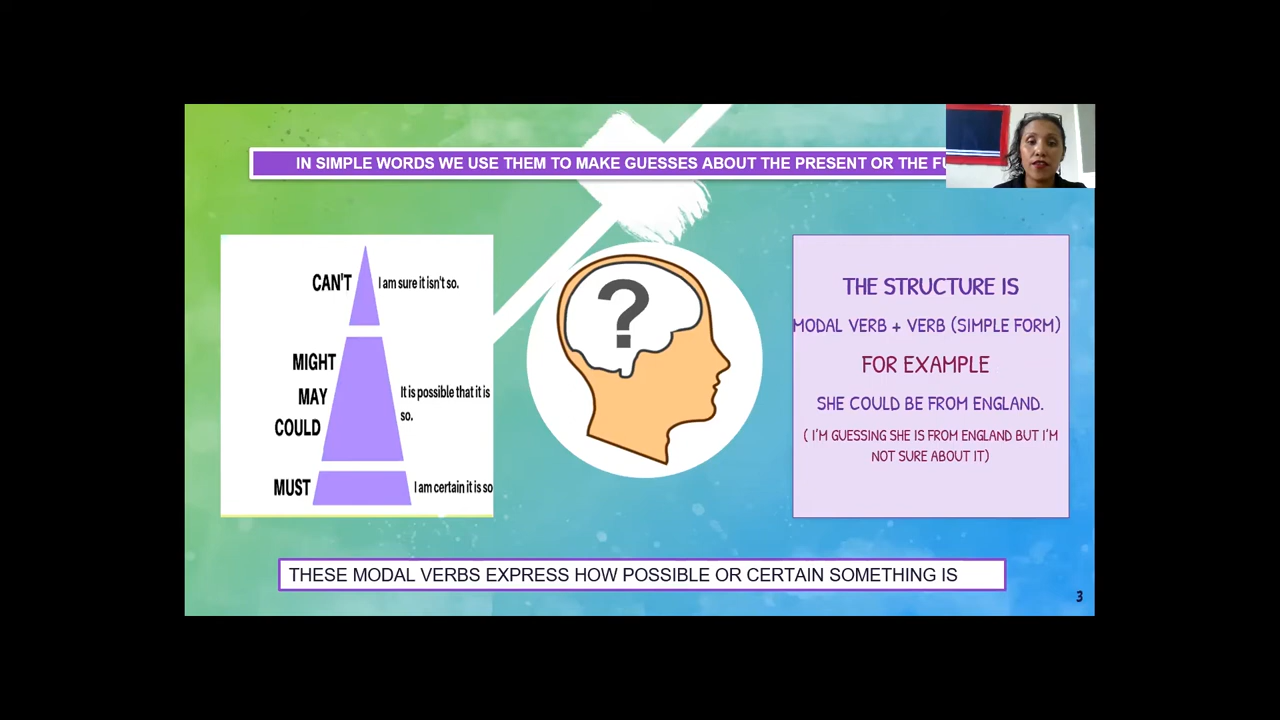 IN SIMPLE WORDS WE USE THEM TO MAKE GUESSES ABOUT THE PRESENT OR THE
CAN'T
I am sure it isn't so.
MIGHT
MAY
COULD
It is possible that it is
so.
MUST
I am certain it is so
?
THE STRUCTURE IS
MODAL VERB + VERB (SIMPLE FORM)
FOR EXAMPLE
SHE COULD BE FROM ENGLAND.
( I'M GUESSING SHE IS FROM ENGLAND BUT I'M
NOT SURE ABOUT IT)
THESE MODAL VERBS EXPRESS HOW POSSIBLE OR CERTAIN SOMETHING IS
3